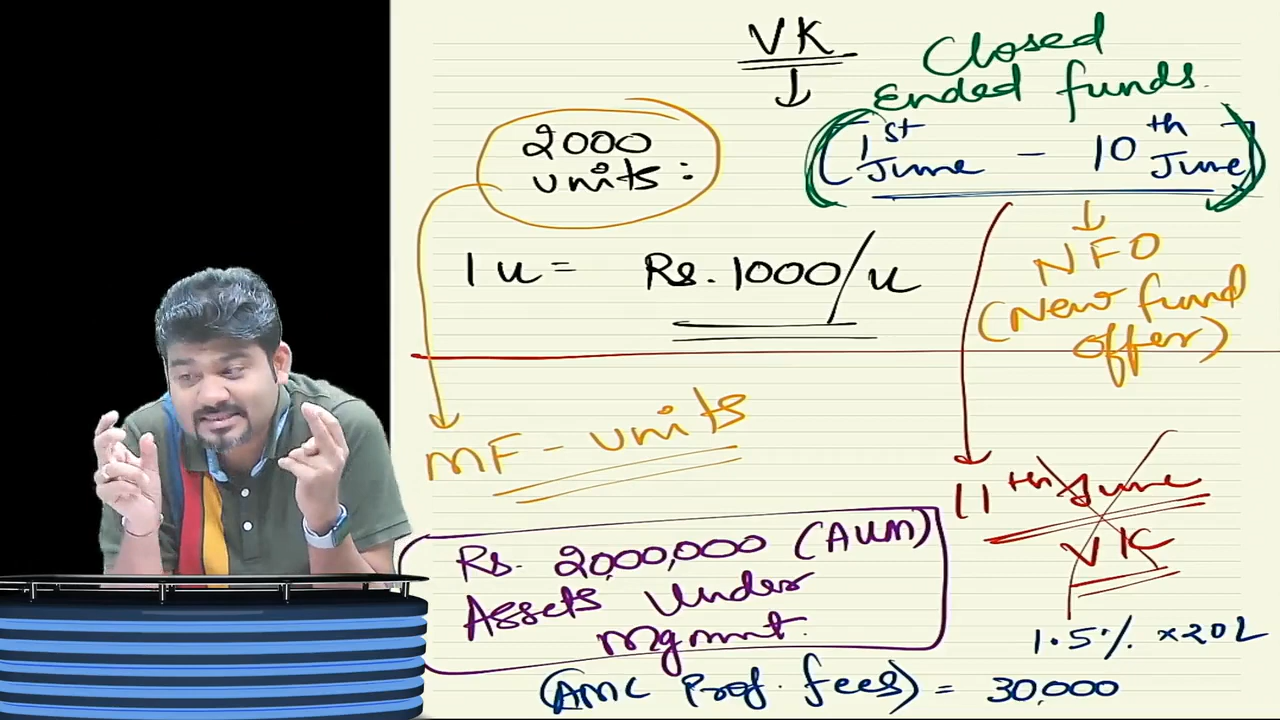 VK
Closed
Ended funds.
2000
units:
(1st June - 10th June)
1 u = Rs. 1000/u
NFO
(New fund
offer)
MF - units
11th June
VK
Rs. 2000,000 (AUM)
Assets Under
Mgmnt.
1.5% x 20 L
(AMC Prof. fees) = 30,000